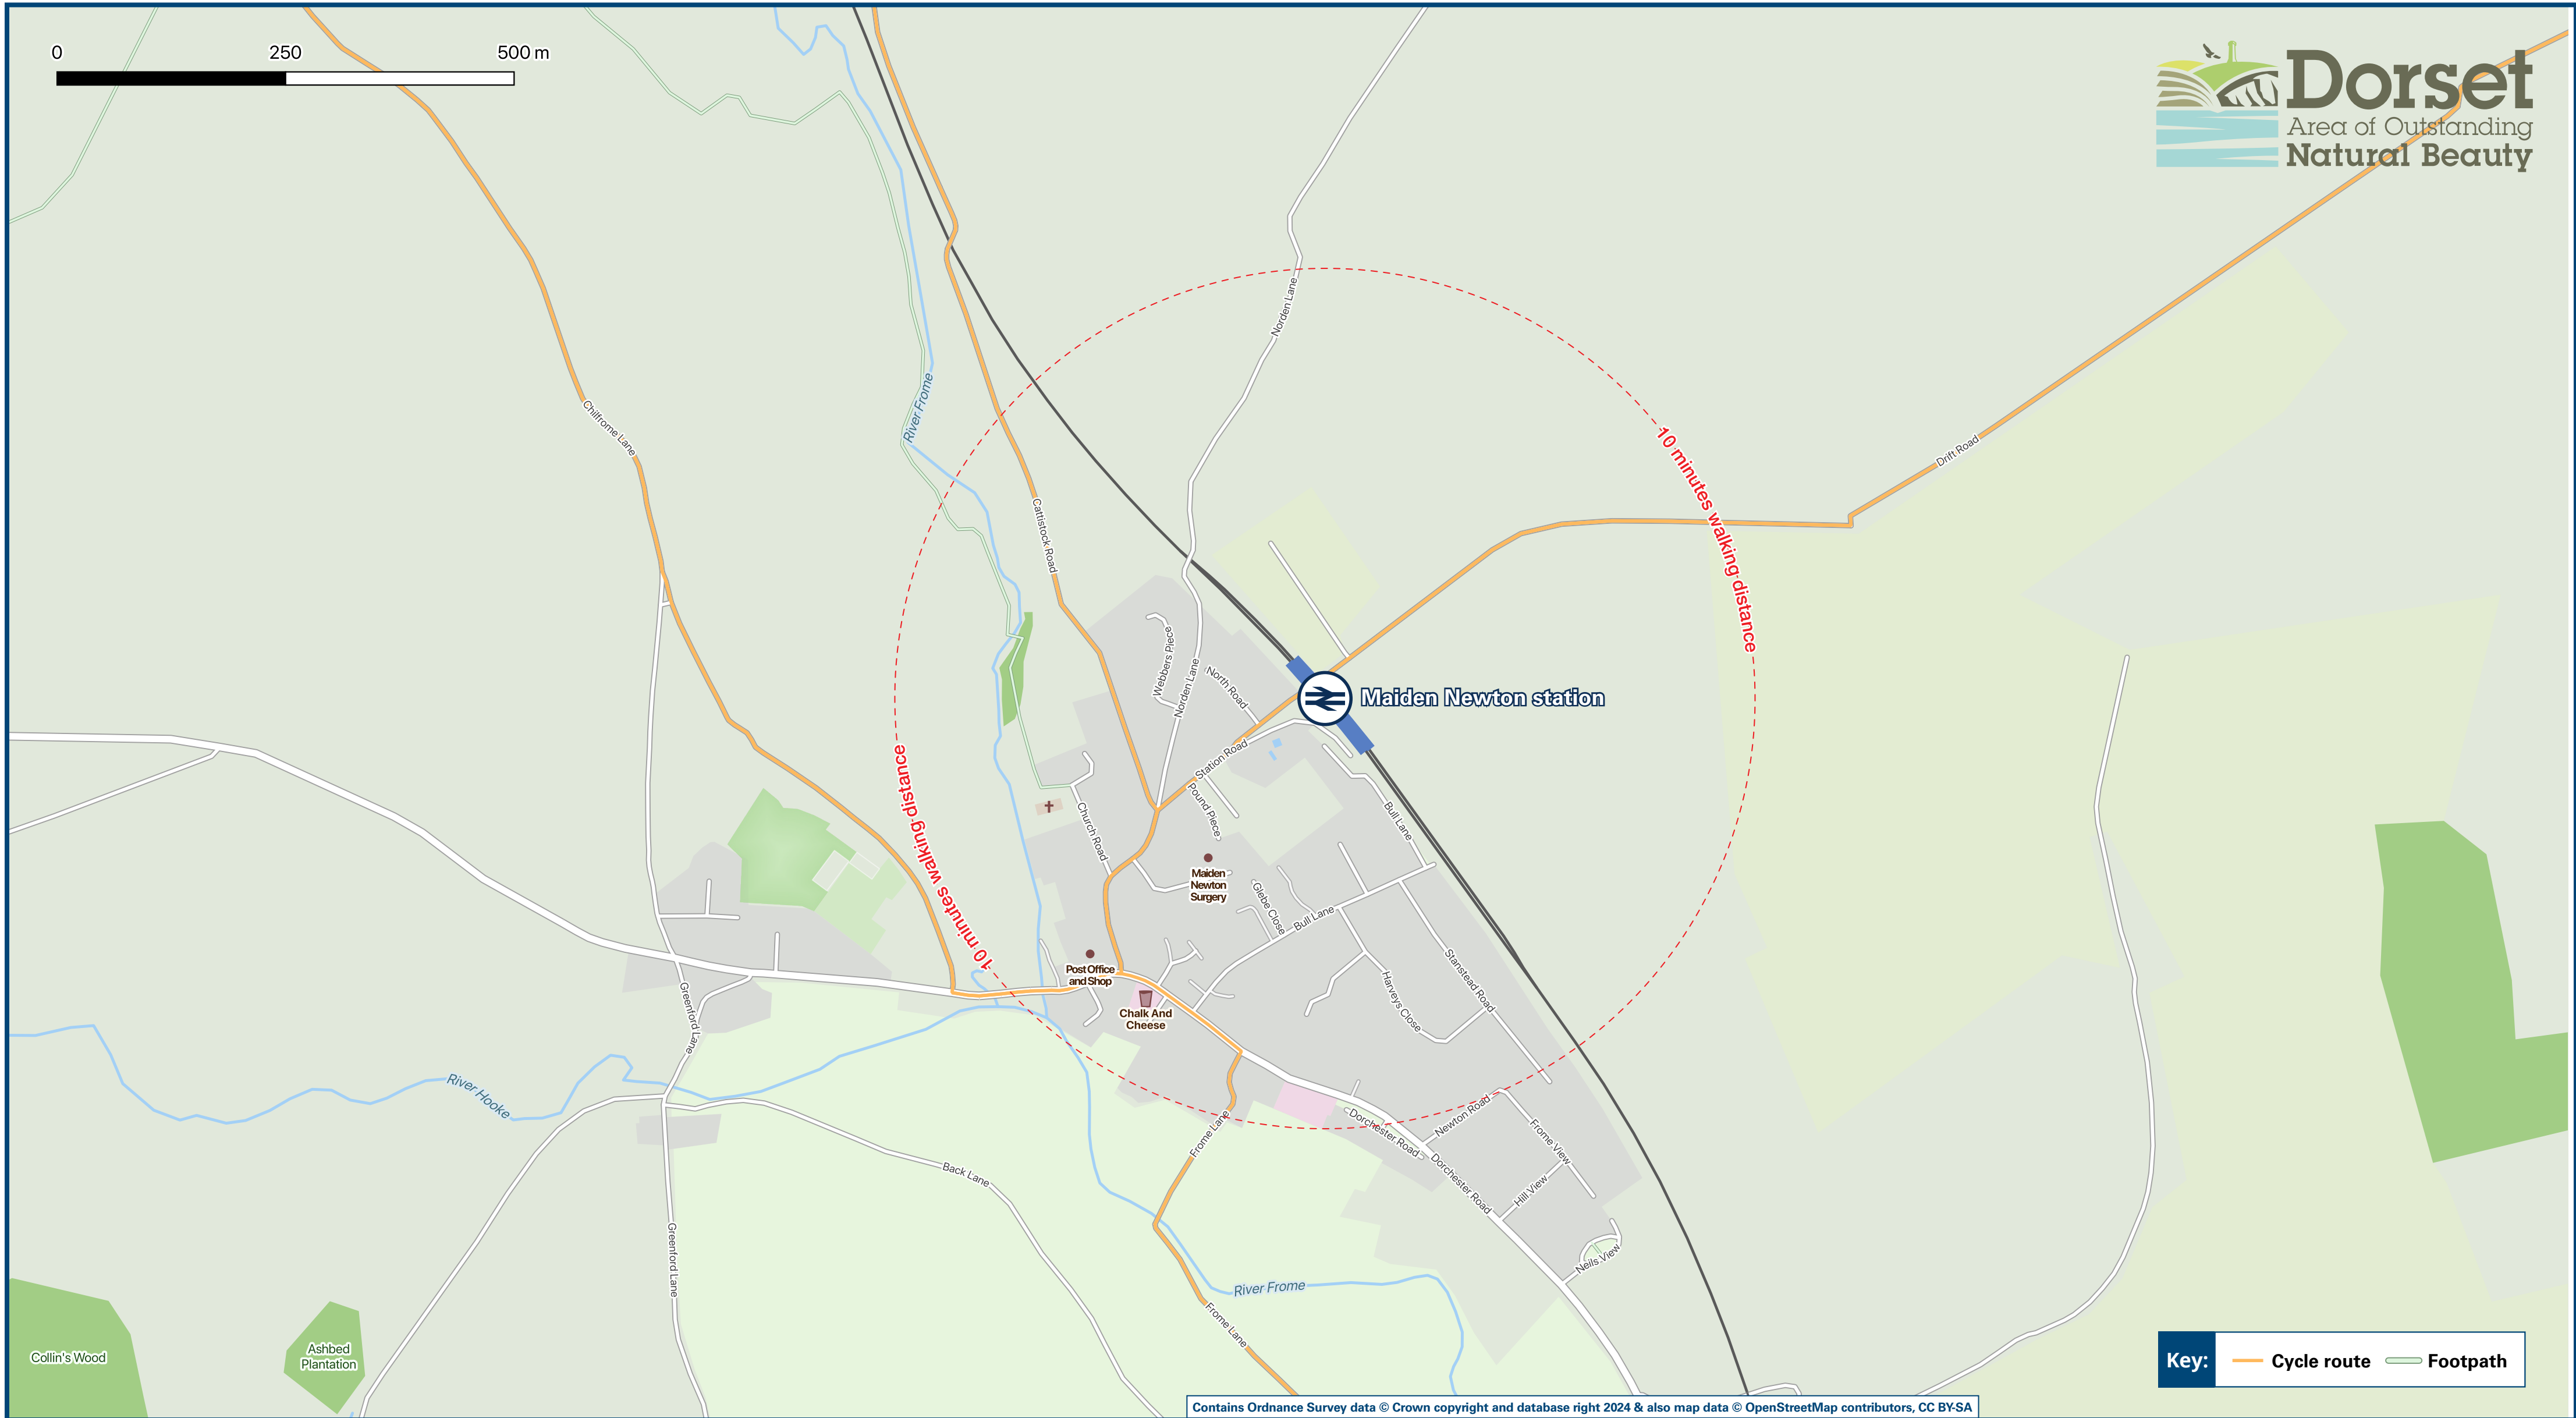 0 250 500 m
Dorset
Area of Outstanding
Natural Beauty
Norden Lane
River Frome
Chilfrome Lane
10 minutes walking distance
Drift Road
Cattistock Road
Webbers Piece
Norden Lane
North Road
Maiden Newton station
Station Road
10 minutes walking distance
Pound Piece
Bull Lane
Church Road
Maiden
Newton
Surgery
Glebe Close
Bull Lane
Post Office
and Shop
Stanstead Road
Harveys Close
Greenford Lane
Chalk And
Cheese
River Hooke
Newton Road
Dorchester Road
Frome Lane
Frome View
Back Lane
Dorchester Road
Hill View
Greenford Lane
Neils View
River Frome
Frome Lane
Collin's Wood
Ashbed
Plantation
Key: Cycle route Footpath
Contains Ordnance Survey data © Crown copyright and database right 2024 & also map data © OpenStreetMap contributors, CC BY-SA